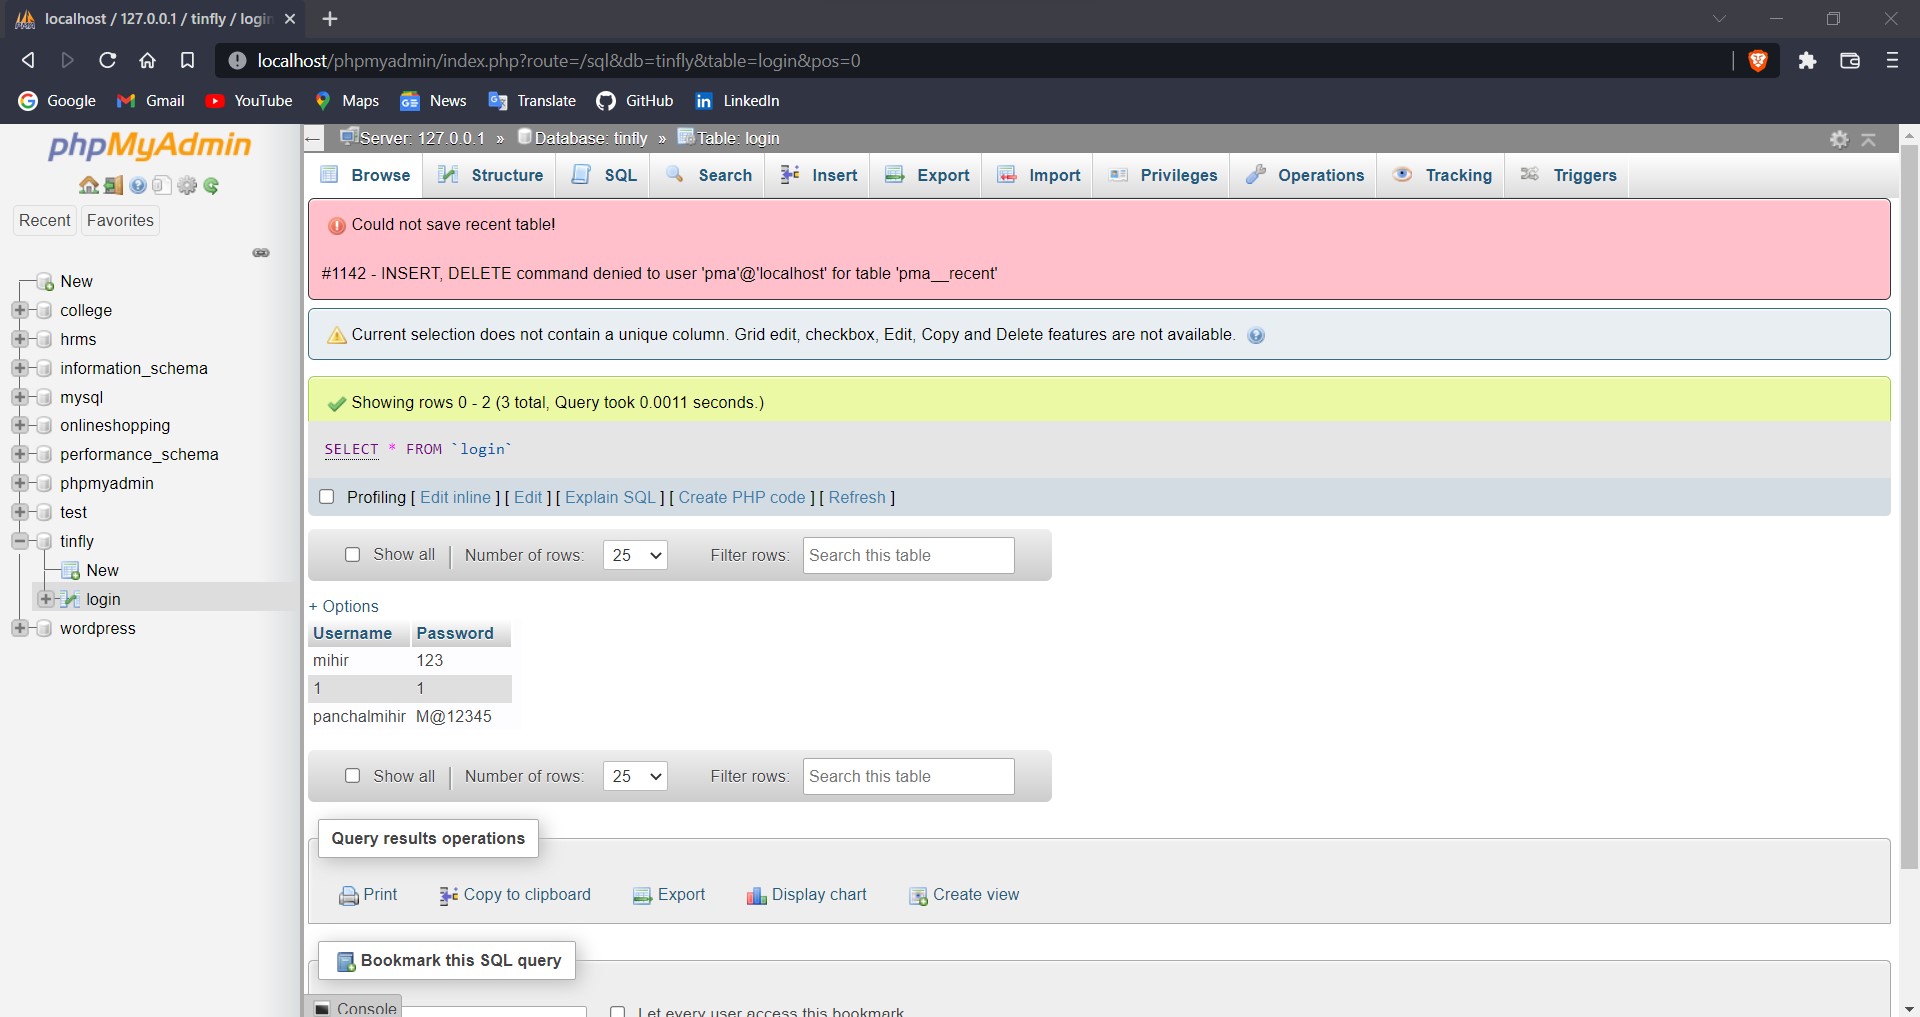 localhost / 127.0.0.1 / tinfly / login
localhost/phpmyadmin/index.php?route=/sql&db=tinfly&table=login&pos=0
Google Gmail YouTube Maps News Translate GitHub LinkedIn
phpMyAdmin
Recent Favorites
New
college
hrms
information_schema
mysql
onlineshopping
performance_schema
phpmyadmin
test
tinfly
New
login
wordpress
Server: 127.0.0.1 » Database: tinfly » Table: login
Browse Structure SQL Search Insert Export Import Privileges Operations Tracking Triggers
Could not save recent table!
#1142 - INSERT, DELETE command denied to user 'pma'@'localhost' for table 'pma__recent'
Current selection does not contain a unique column. Grid edit, checkbox, Edit, Copy and Delete features are not available.
Showing rows 0 - 2 (3 total, Query took 0.0011 seconds.)
SELECT * FROM `login`
Profiling [ Edit inline ] [ Edit ] [ Explain SQL ] [ Create PHP code ] [ Refresh ]
Show all | Number of rows: 25 Filter rows: Search this table
+ Options
Username Password
mihir 123
1 1
panchalmihir M@12345
Show all | Number of rows: 25 Filter rows: Search this table
Query results operations
Print Copy to clipboard Export Display chart Create view
Bookmark this SQL query
Console
Let every user access this bookmark